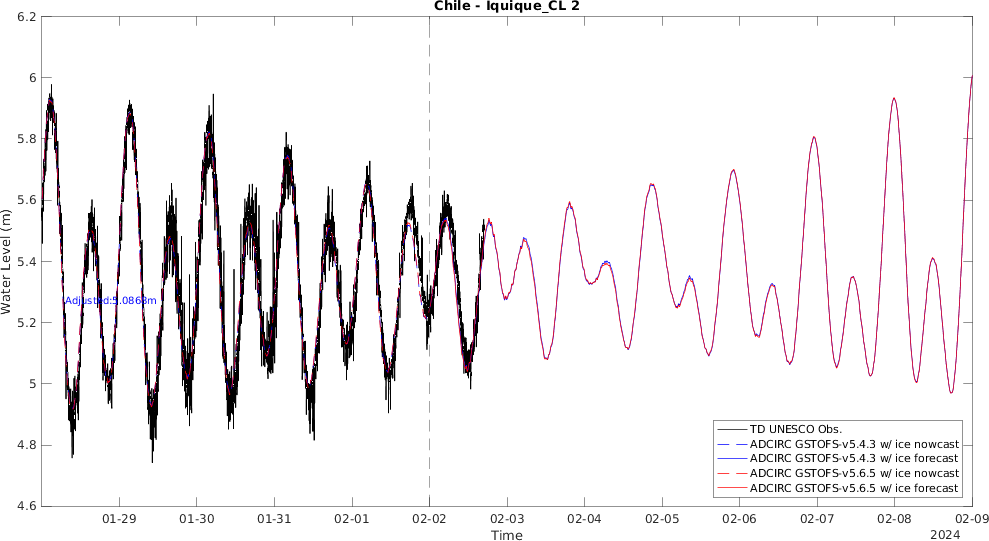 Chile - Iquique_CL 2
6.2
6
5.8
5.6
5.4
5.2
5
4.8
4.6
Water Level (m)
Adjusted:5.0868m
TD UNESCO Obs.
ADCIRC GSTOFS-v5.4.3 w/ ice nowcast
ADCIRC GSTOFS-v5.4.3 w/ ice forecast
ADCIRC GSTOFS-v5.6.5 w/ ice nowcast
ADCIRC GSTOFS-v5.6.5 w/ ice forecast
01-29 01-30 01-31 02-01 02-02 02-03 02-04 02-05 02-06 02-07 02-08 02-09
Time
2024